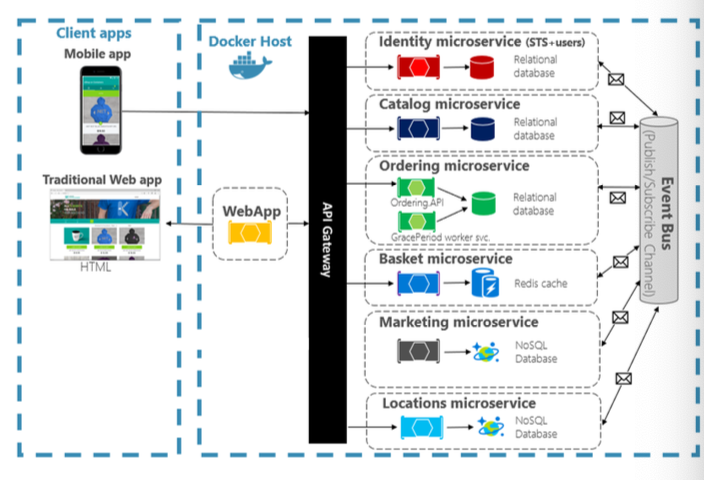 Client apps
Mobile app
Traditional Web app
HTML
Docker Host
WebApp
API Gateway
Identity microservice (STS+users)
Relational
database
Catalog microservice
Relational
database
Ordering microservice
Ordering.API
GracePeriod worker svc.
Relational
database
Basket microservice
Redis cache
Marketing microservice
NoSQL
Database
Locations microservice
NoSQL
Database
Event Bus
(Publish/Subscribe Channel)